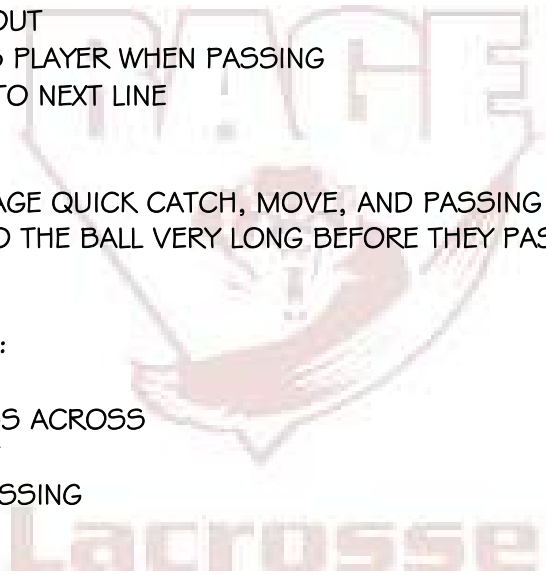 RAGE
OUT
PLAYER WHEN PASSING
TO NEXT LINE
AGE QUICK CATCH, MOVE, AND PASSING
THE BALL VERY LONG BEFORE THEY PAS
:
S ACROSS
SSING
Lacrosse